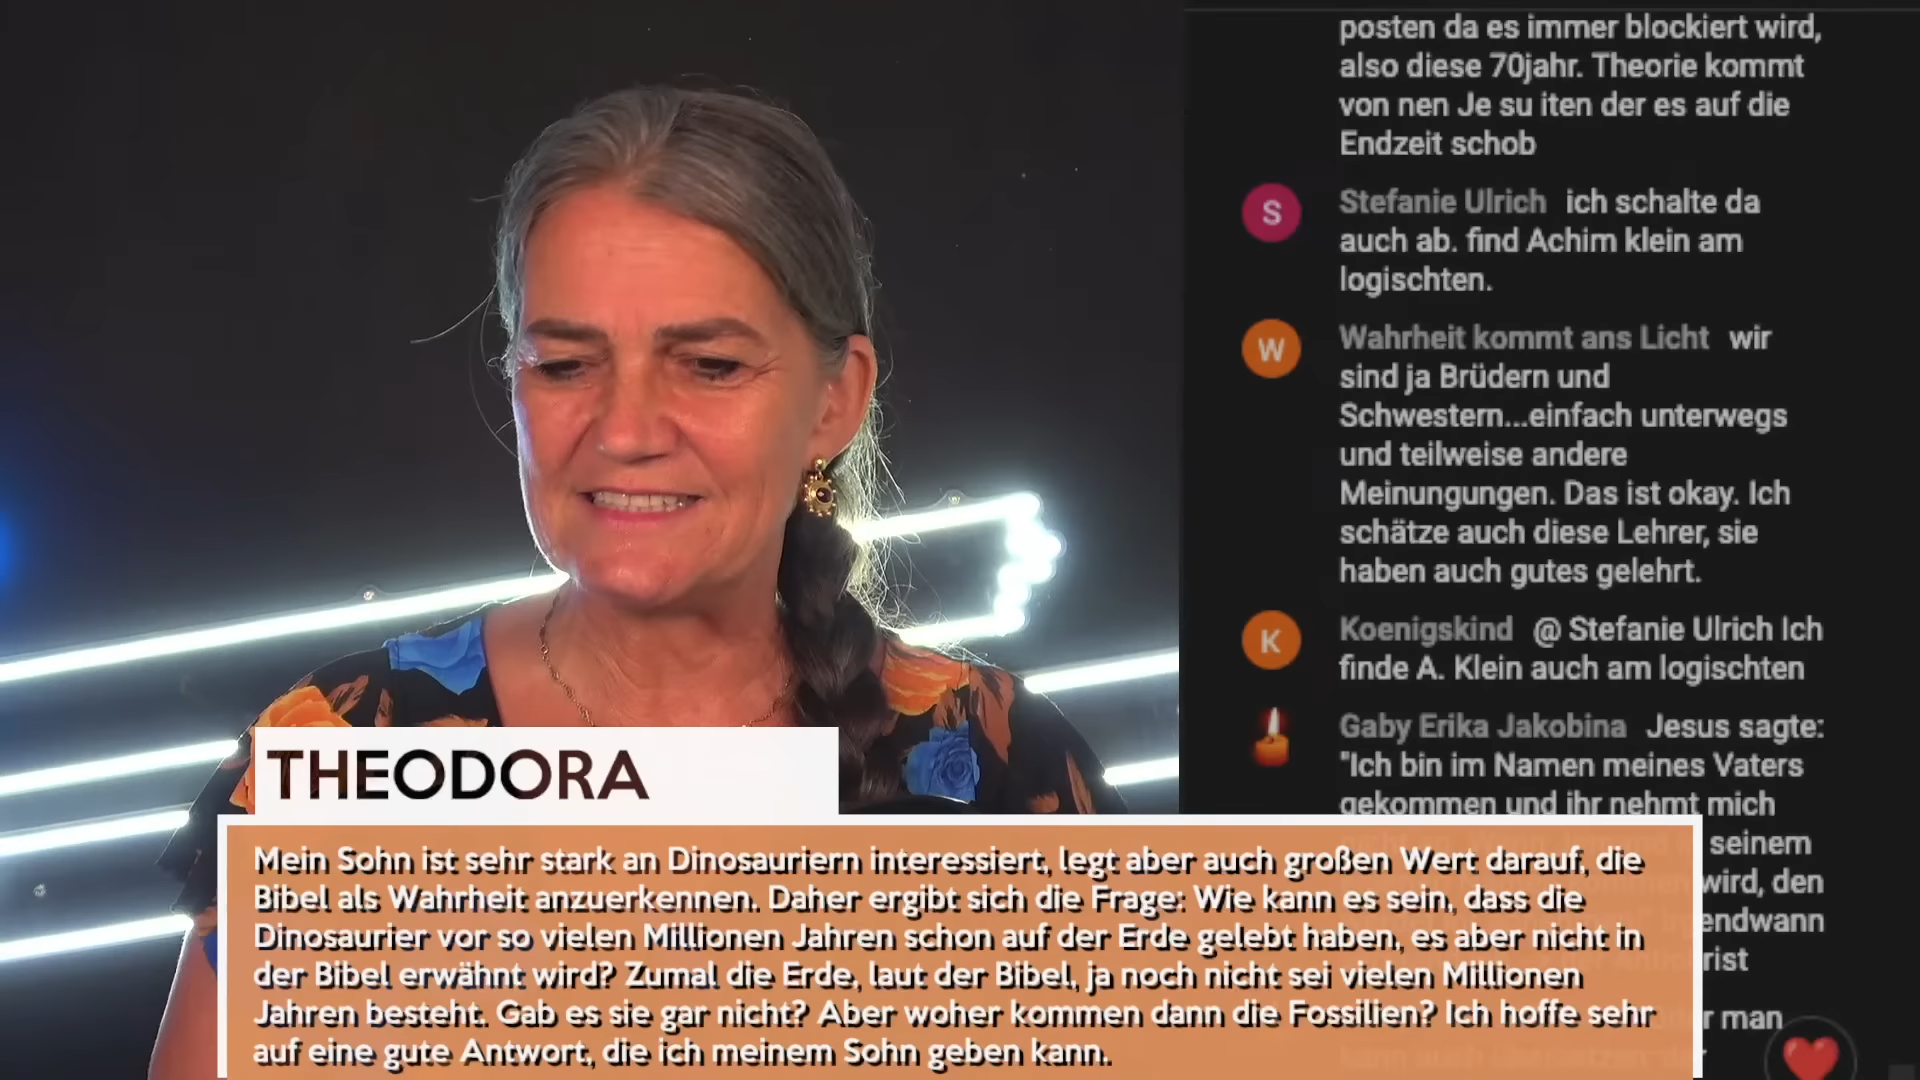 posten da es immer blockiert wird,
also diese 70jahr. Theorie kommt
von nen Je su iten der es auf die
Endzeit schob
S
Stefanie Ulrich ich schalte da
auch ab. find Achim klein am
logischten.
W
Wahrheit kommt ans Licht wir
sind ja Brüdern und
Schwestern...einfach unterwegs
und teilweise andere
Meinungungen. Das ist okay. Ich
schätze auch diese Lehrer, sie
haben auch gutes gelehrt.
K
Koenigskind @ Stefanie Ulrich Ich
finde A. Klein auch am logischten
Gaby Erika Jakobina Jesus sagte:
"Ich bin im Namen meines Vaters
gekommen und ihr nehmt mich
seinem
wird, den
rist
man
THEODORA
Mein Sohn ist sehr stark an Dinosauriern interessiert, legt aber auch großen Wert darauf, die
Bibel als Wahrheit anzuerkennen. Daher ergibt sich die Frage: Wie kann es sein, dass die
Dinosaurier vor so vielen Millionen Jahren schon auf der Erde gelebt haben, es aber nicht in
der Bibel erwähnt wird? Zumal die Erde, laut der Bibel, ja noch nicht sei vielen Millionen
Jahren besteht. Gab es sie gar nicht? Aber woher kommen dann die Fossilien? Ich hoffe sehr
auf eine gute Antwort, die ich meinem Sohn geben kann.